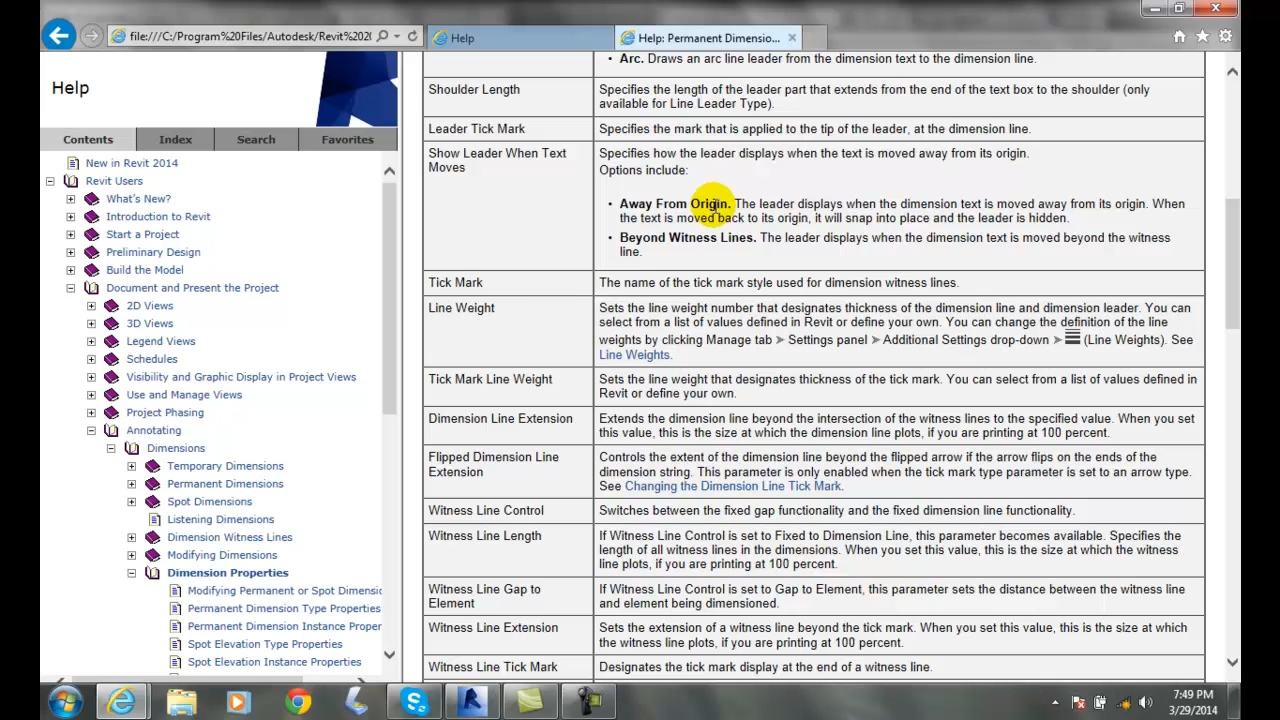 file:///C:/Program%20Files/Autodesk/Revit%202
Help
Help: Permanent Dimensio...
Help
Contents
Index
Search
Favorites
New in Revit 2014
Revit Users
What's New?
Introduction to Revit
Start a Project
Preliminary Design
Build the Model
Document and Present the Project
2D Views
3D Views
Legend Views
Schedules
Visibility and Graphic Display in Project Views
Use and Manage Views
Project Phasing
Annotating
Dimensions
Temporary Dimensions
Permanent Dimensions
Spot Dimensions
Listening Dimensions
Dimension Witness Lines
Modifying Dimensions
Dimension Properties
Modifying Permanent or Spot Dimensic
Permanent Dimension Type Properties
Permanent Dimension Instance Proper
Spot Elevation Type Properties
Spot Elevation Instance Properties
• Arc. Draws an arc line leader from the dimension text to the dimension line.
Shoulder Length
Specifies the length of the leader part that extends from the end of the text box to the shoulder (only
available for Line Leader Type).
Leader Tick Mark
Specifies the mark that is applied to the tip of the leader, at the dimension line.
Show Leader When Text
Moves
Specifies how the leader displays when the text is moved away from its origin.
Options include:
• Away From Origin. The leader displays when the dimension text is moved away from its origin. When
the text is moved back to its origin, it will snap into place and the leader is hidden.
• Beyond Witness Lines. The leader displays when the dimension text is moved beyond the witness
line.
Tick Mark
The name of the tick mark style used for dimension witness lines.
Line Weight
Sets the line weight number that designates thickness of the dimension line and dimension leader. You can
select from a list of values defined in Revit or define your own. You can change the definition of the line
weights by clicking Manage tab ➤ Settings panel ➤ Additional Settings drop-down ➤ (Line Weights). See
Line Weights.
Tick Mark Line Weight
Sets the line weight that designates thickness of the tick mark. You can select from a list of values defined in
Revit or define your own.
Dimension Line Extension
Extends the dimension line beyond the intersection of the witness lines to the specified value. When you set
this value, this is the size at which the dimension line plots, if you are printing at 100 percent.
Flipped Dimension Line
Extension
Controls the extent of the dimension line beyond the flipped arrow if the arrow flips on the ends of the
dimension string. This parameter is only enabled when the tick mark type parameter is set to an arrow type.
See Changing the Dimension Line Tick Mark.
Witness Line Control
Switches between the fixed gap functionality and the fixed dimension line functionality.
Witness Line Length
If Witness Line Control is set to Fixed to Dimension Line, this parameter becomes available. Specifies the
length of all witness lines in the dimensions. When you set this value, this is the size at which the witness
line plots, if you are printing at 100 percent.
Witness Line Gap to
Element
If Witness Line Control is set to Gap to Element, this parameter sets the distance between the witness line
and element being dimensioned.
Witness Line Extension
Sets the extension of a witness line beyond the tick mark. When you set this value, this is the size at which
the witness line plots, if you are printing at 100 percent.
Witness Line Tick Mark
Designates the tick mark display at the end of a witness line.
7:49 PM
3/29/2014